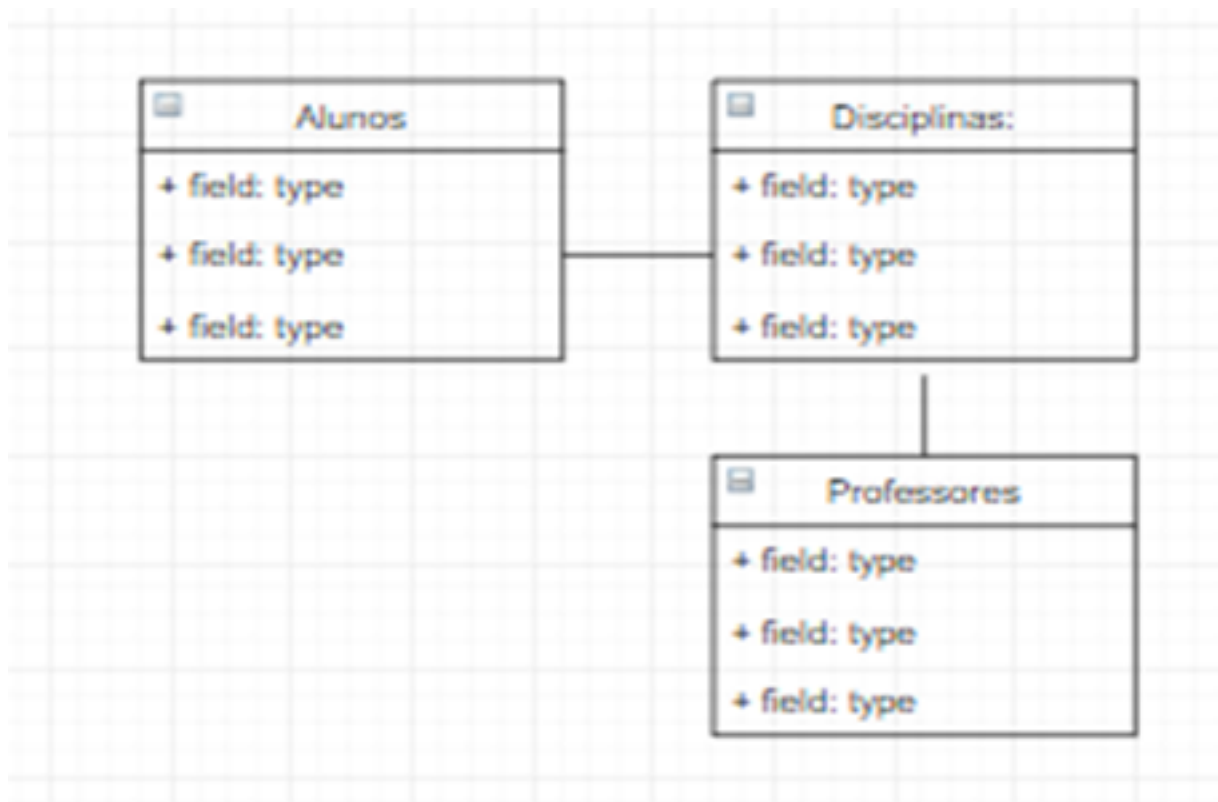 Alunos
+ field: type
+ field: type
+ field: type
Disciplinas:
+ field: type
+ field: type
+ field: type
Professores
+ field: type
+ field: type
+ field: type